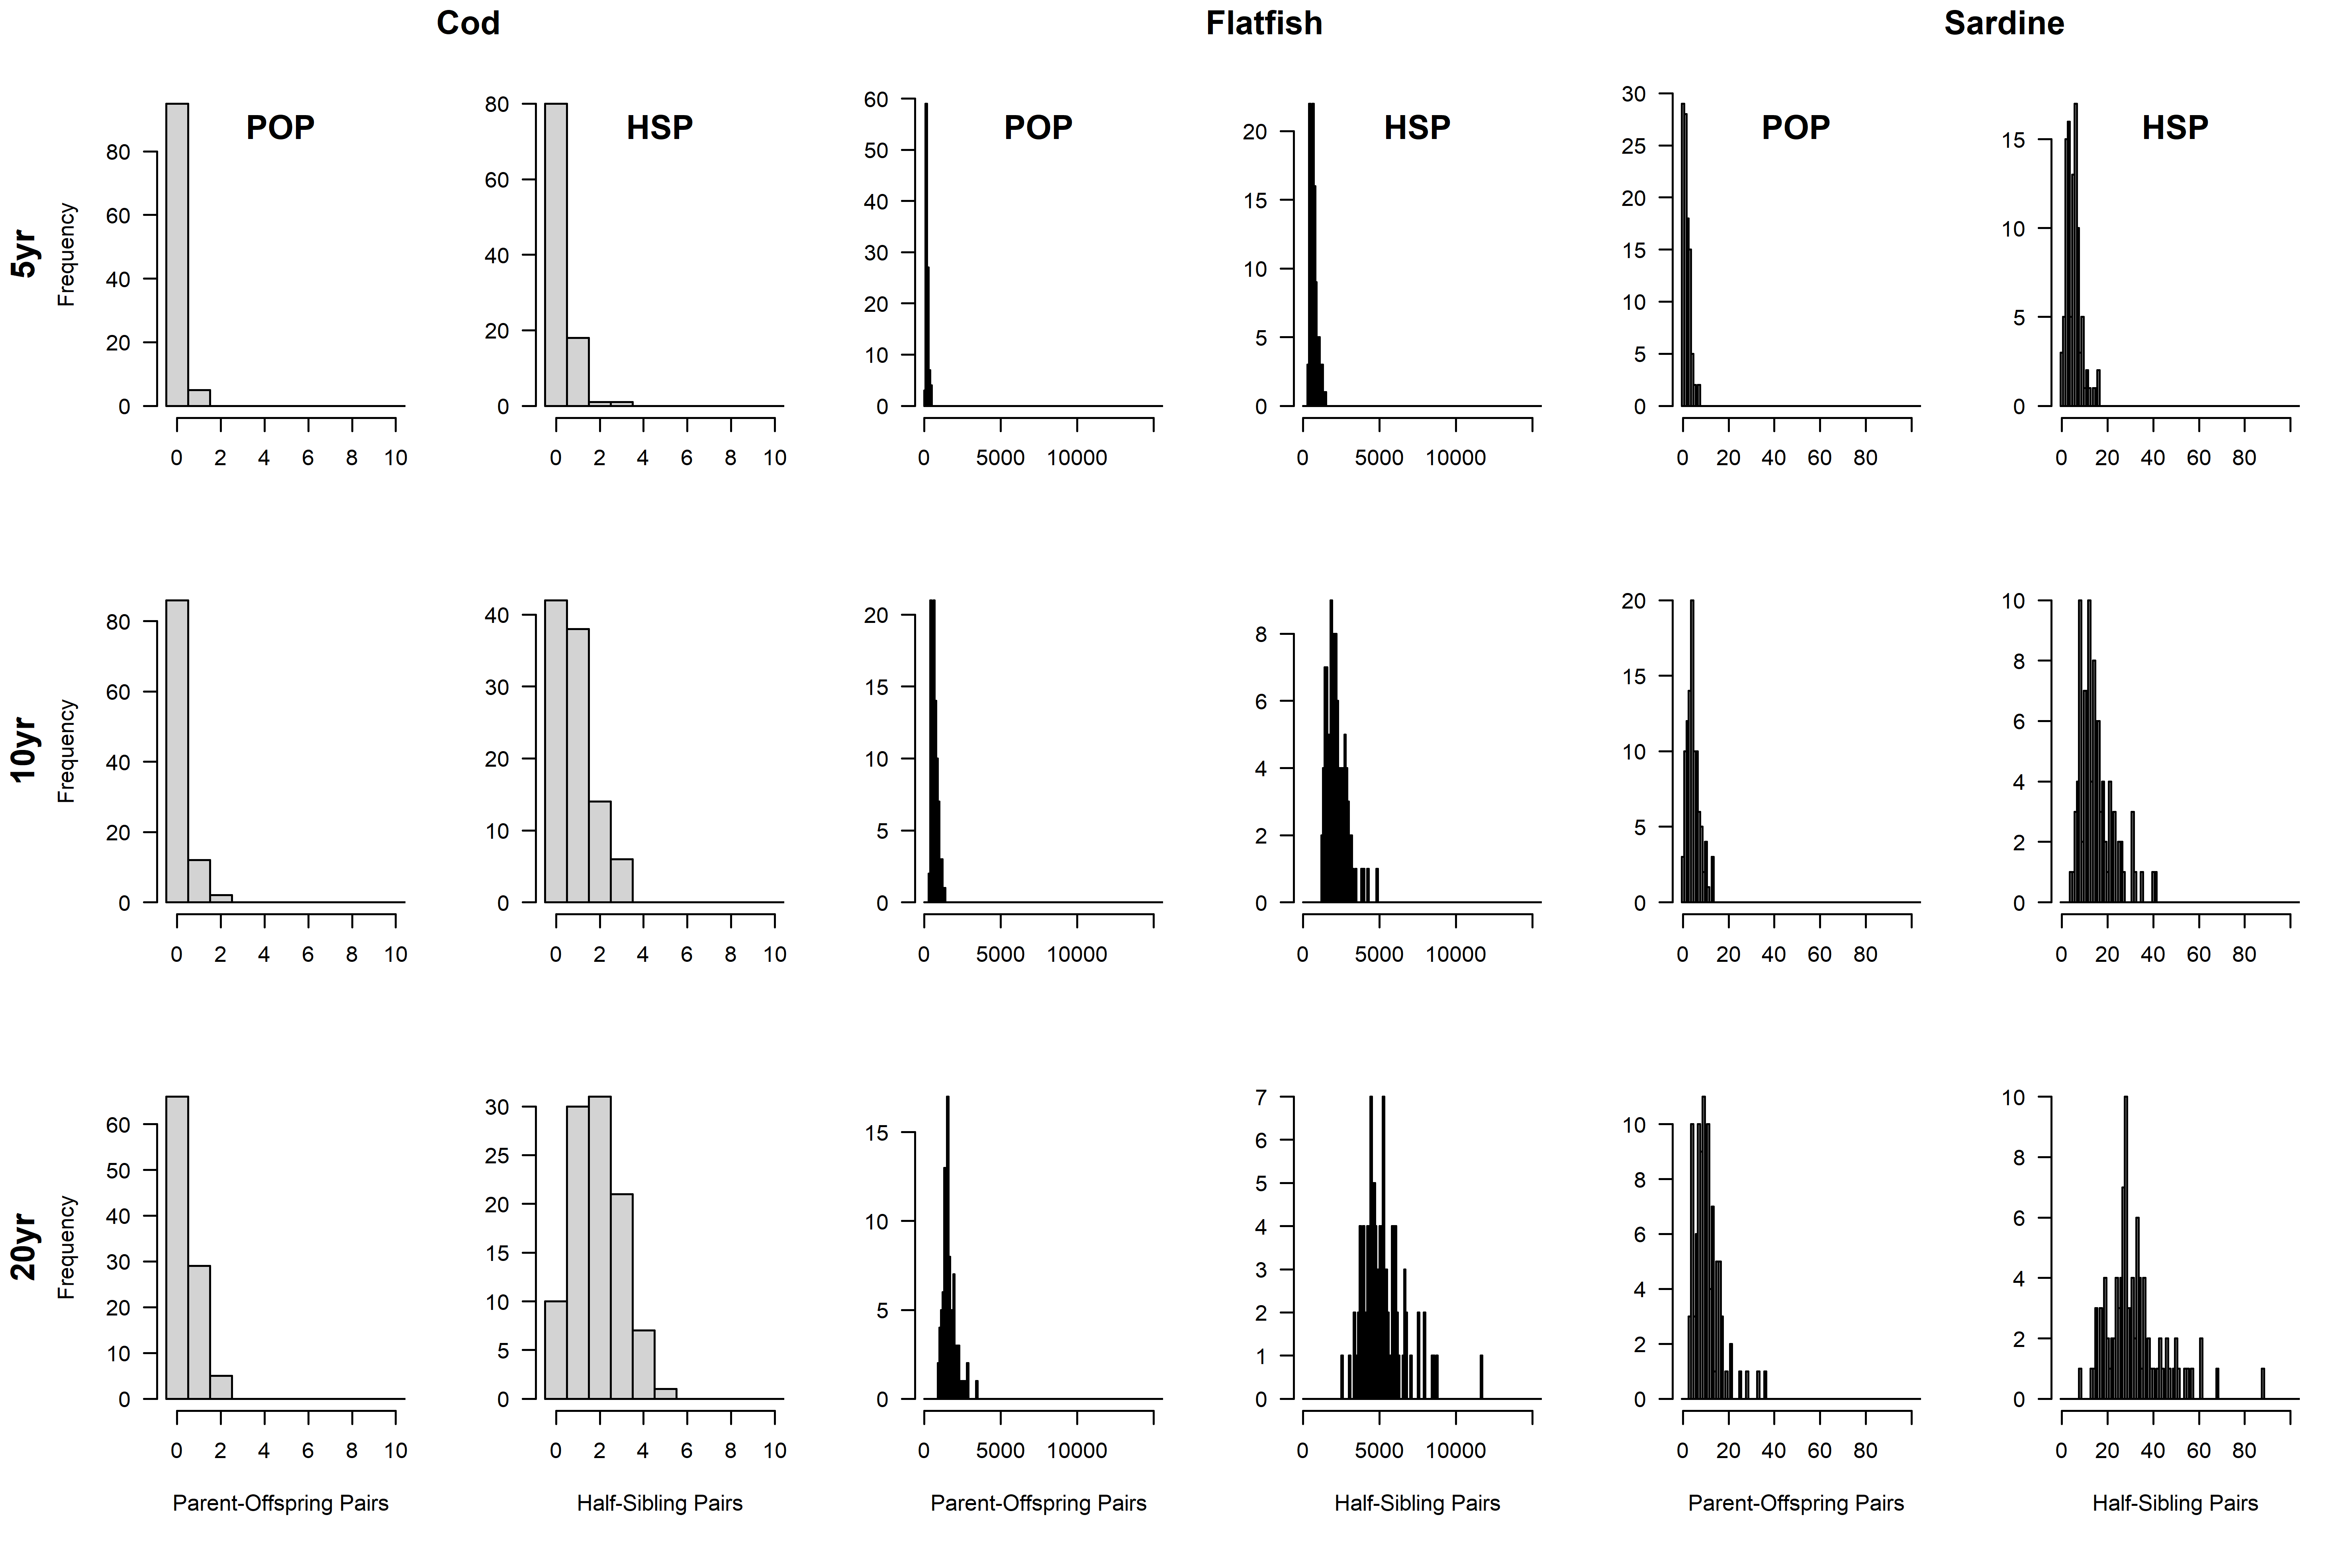 Cod Flatfish Sardine
POP HSP POP HSP POP HSP
5yr
Frequency
0 20 40 60 80
0 2 4 6 8 10
0 20 40 60 80
0 2 4 6 8 10
0 10 20 30 40 50 60
0 5000 10000
0 5 10 15 20
0 5000 10000
0 5 10 15 20 25 30
0 20 40 60 80
0 5 10 15
0 20 40 60 80
10yr
Frequency
0 20 40 60 80
0 2 4 6 8 10
0 10 20 30 40
0 2 4 6 8 10
0 5 10 15 20
0 5000 10000
0 2 4 6 8
0 5000 10000
0 5 10 15 20
0 20 40 60 80
0 2 4 6 8 10
0 20 40 60 80
20yr
Frequency
0 10 20 30 40 50 60
0 2 4 6 8 10
Parent-Offspring Pairs
0 5 10 15 20 25 30
0 2 4 6 8 10
Half-Sibling Pairs
0 5 10 15
0 5000 10000
Parent-Offspring Pairs
0 1 2 3 4 5 6 7
0 5000 10000
Half-Sibling Pairs
0 2 4 6 8 10
0 20 40 60 80
Parent-Offspring Pairs
0 2 4 6 8 10
0 20 40 60 80
Half-Sibling Pairs